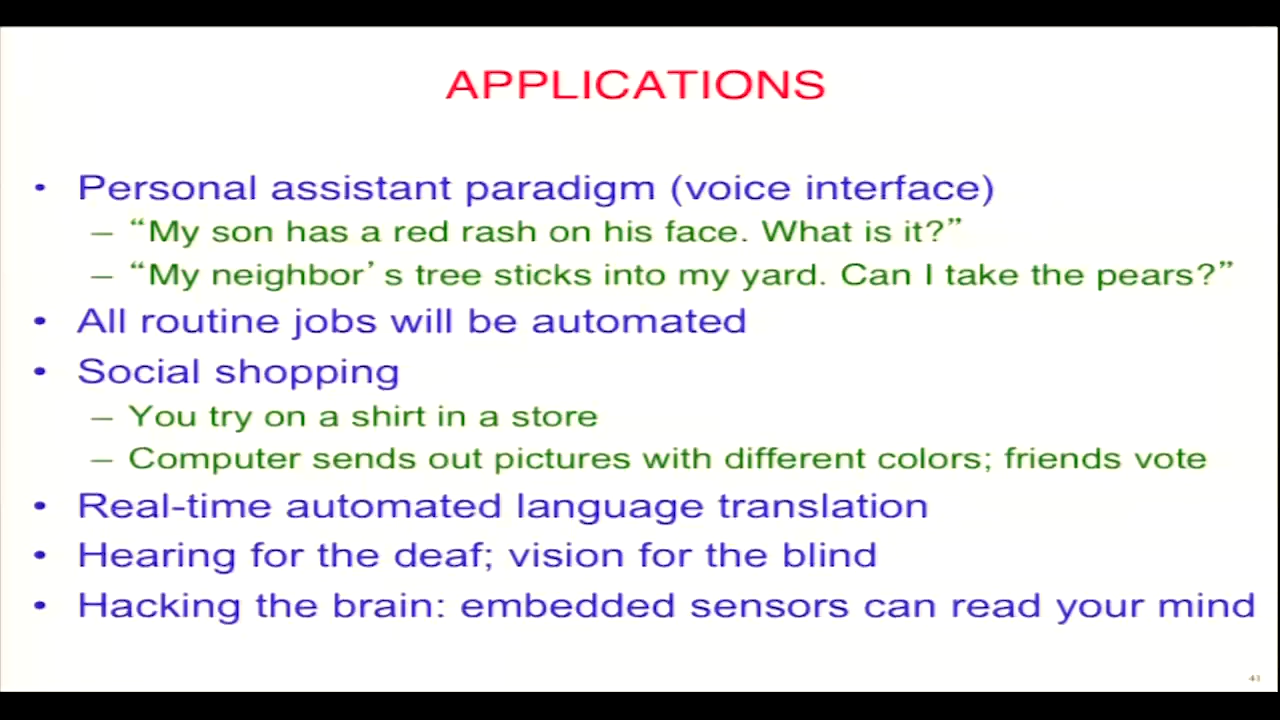 APPLICATIONS
• Personal assistant paradigm (voice interface)
– “My son has a red rash on his face. What is it?”
– “My neighbor’s tree sticks into my yard. Can I take the pears?”
• All routine jobs will be automated
• Social shopping
– You try on a shirt in a store
– Computer sends out pictures with different colors; friends vote
• Real-time automated language translation
• Hearing for the deaf; vision for the blind
• Hacking the brain: embedded sensors can read your mind